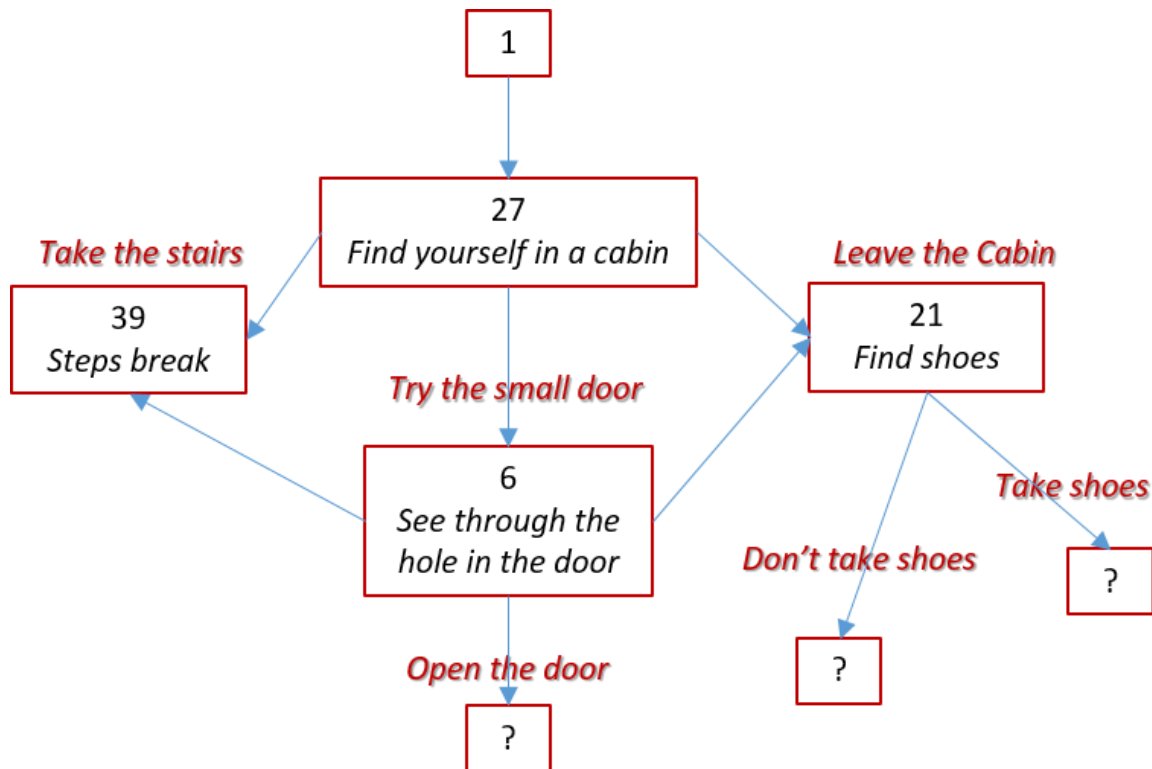 1
27
Find yourself in a cabin
Take the stairs
Leave the Cabin
39
Steps break
21
Find shoes
Try the small door
6
See through the
hole in the door
Take shoes
Don't take shoes
?
Open the door
?
?